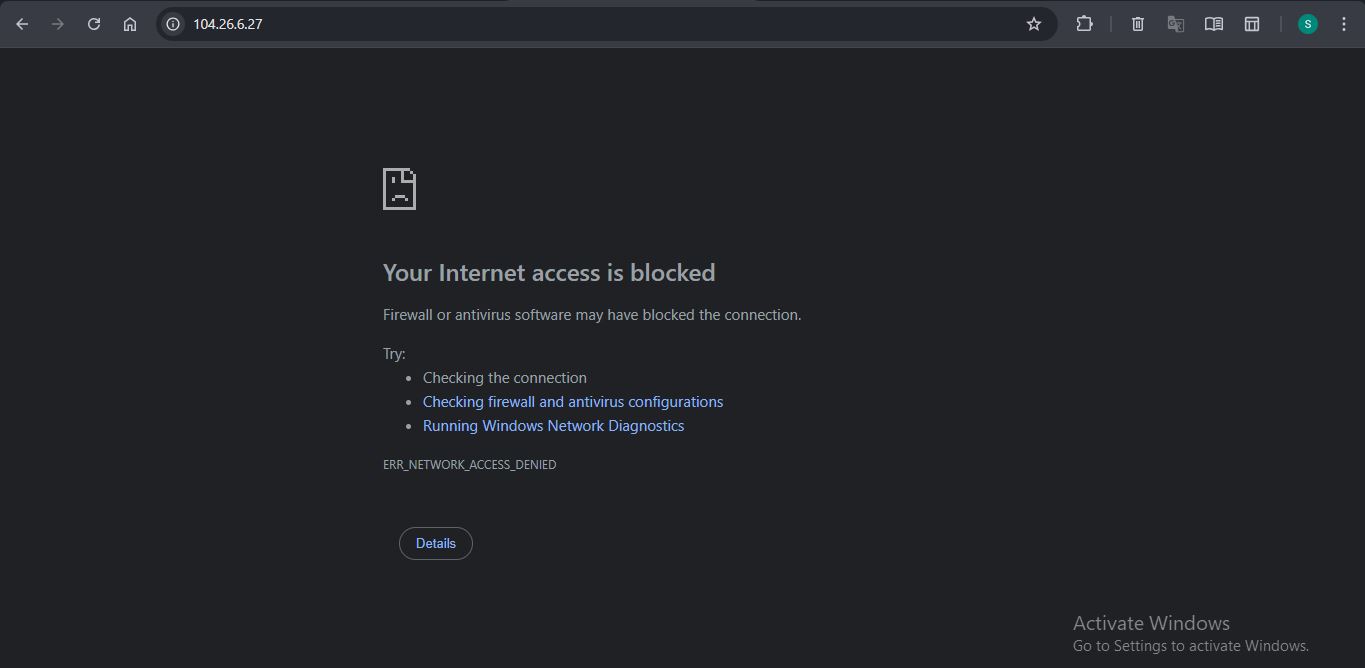 104.26.6.27
S
Your Internet access is blocked
Firewall or antivirus software may have blocked the connection.
Try:
• Checking the connection
• Checking firewall and antivirus configurations
• Running Windows Network Diagnostics
ERR_NETWORK_ACCESS_DENIED
Details
Activate Windows
Go to Settings to activate Windows.